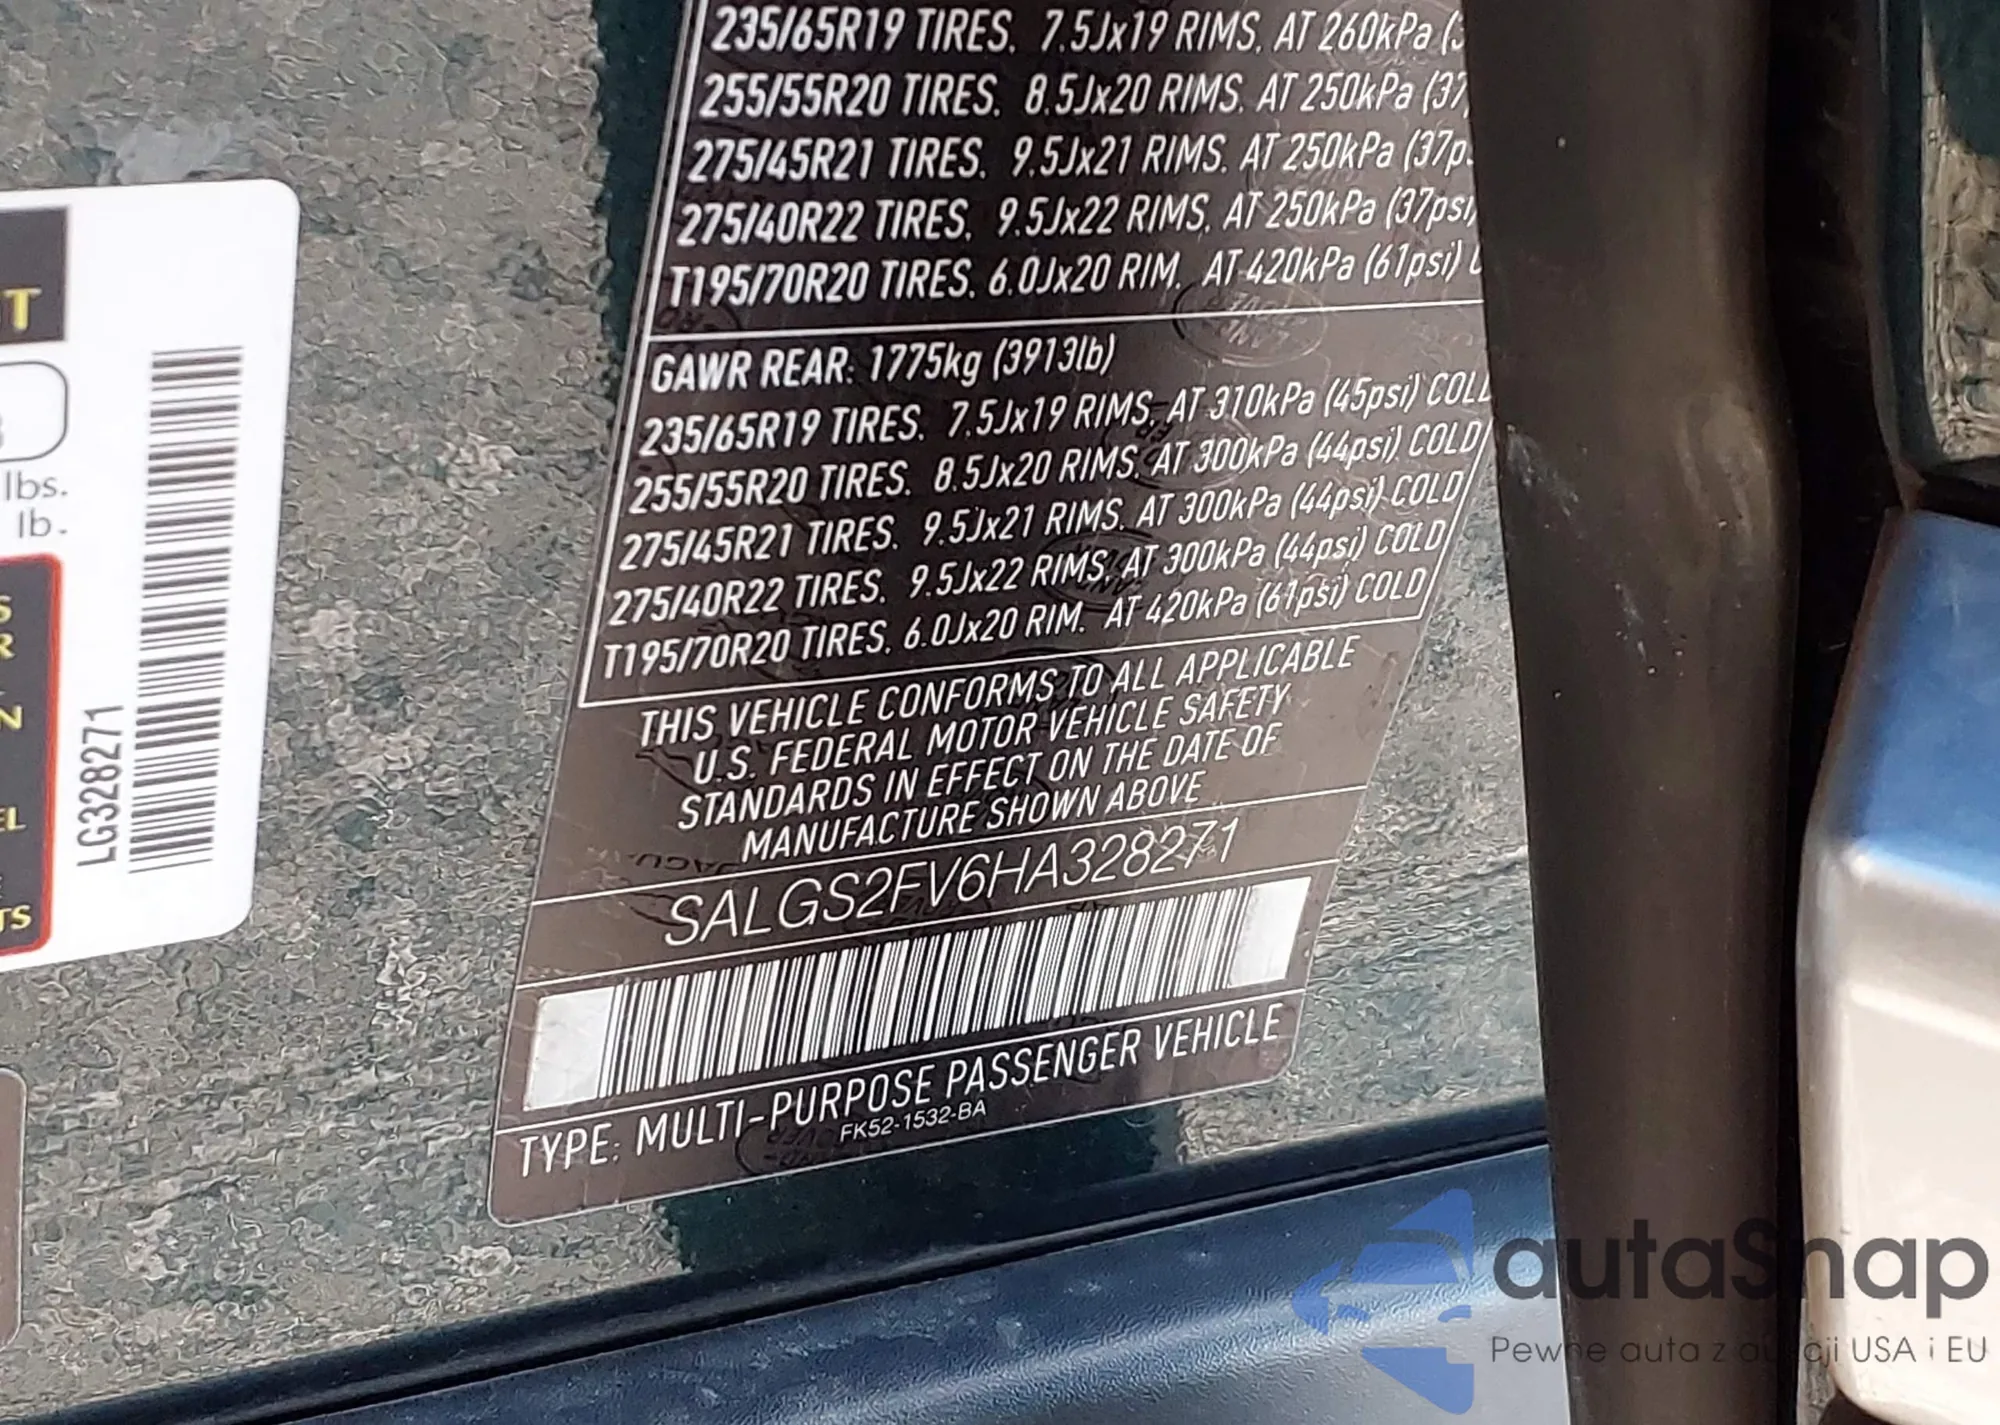 235/65R19 TIRES. 7.5Jx19 RIMS. AT 260kPa
255/55R20 TIRES. 8.5Jx20 RIMS. AT 250kPa (37
275/45R21 TIRES. 9.5Jx21 RIMS. AT 250kPa (37p
275/40R22 TIRES. 9.5Jx22 RIMS. AT 250kPa (37psi)
T195/70R20 TIRES. 6.0Jx20 RIM. AT 420kPa (61psi)
GAWR REAR: 1775kg (3913lb)
235/65R19 TIRES. 7.5Jx19 RIMS. AT 310kPa (45psi) COLD
255/55R20 TIRES. 8.5Jx20 RIMS. AT 300kPa (44psi) COLD
275/45R21 TIRES. 9.5Jx21 RIMS. AT 300kPa (44psi) COLD
275/40R22 TIRES. 9.5Jx22 RIMS. AT 300kPa (44psi) COLD
T195/70R20 TIRES. 6.0Jx20 RIM. AT 420kPa (61psi) COLD
THIS VEHICLE CONFORMS TO ALL APPLICABLE
U.S. FEDERAL MOTOR VEHICLE SAFETY
STANDARDS IN EFFECT ON THE DATE OF
MANUFACTURE SHOWN ABOVE
SALGS2FV6HA328271
TYPE: MULTI-PURPOSE PASSENGER VEHICLE
FK52-1532-BA
lbs.
lb.
LG328271
autaSnap
Pewne auta z aukcji USA i EU